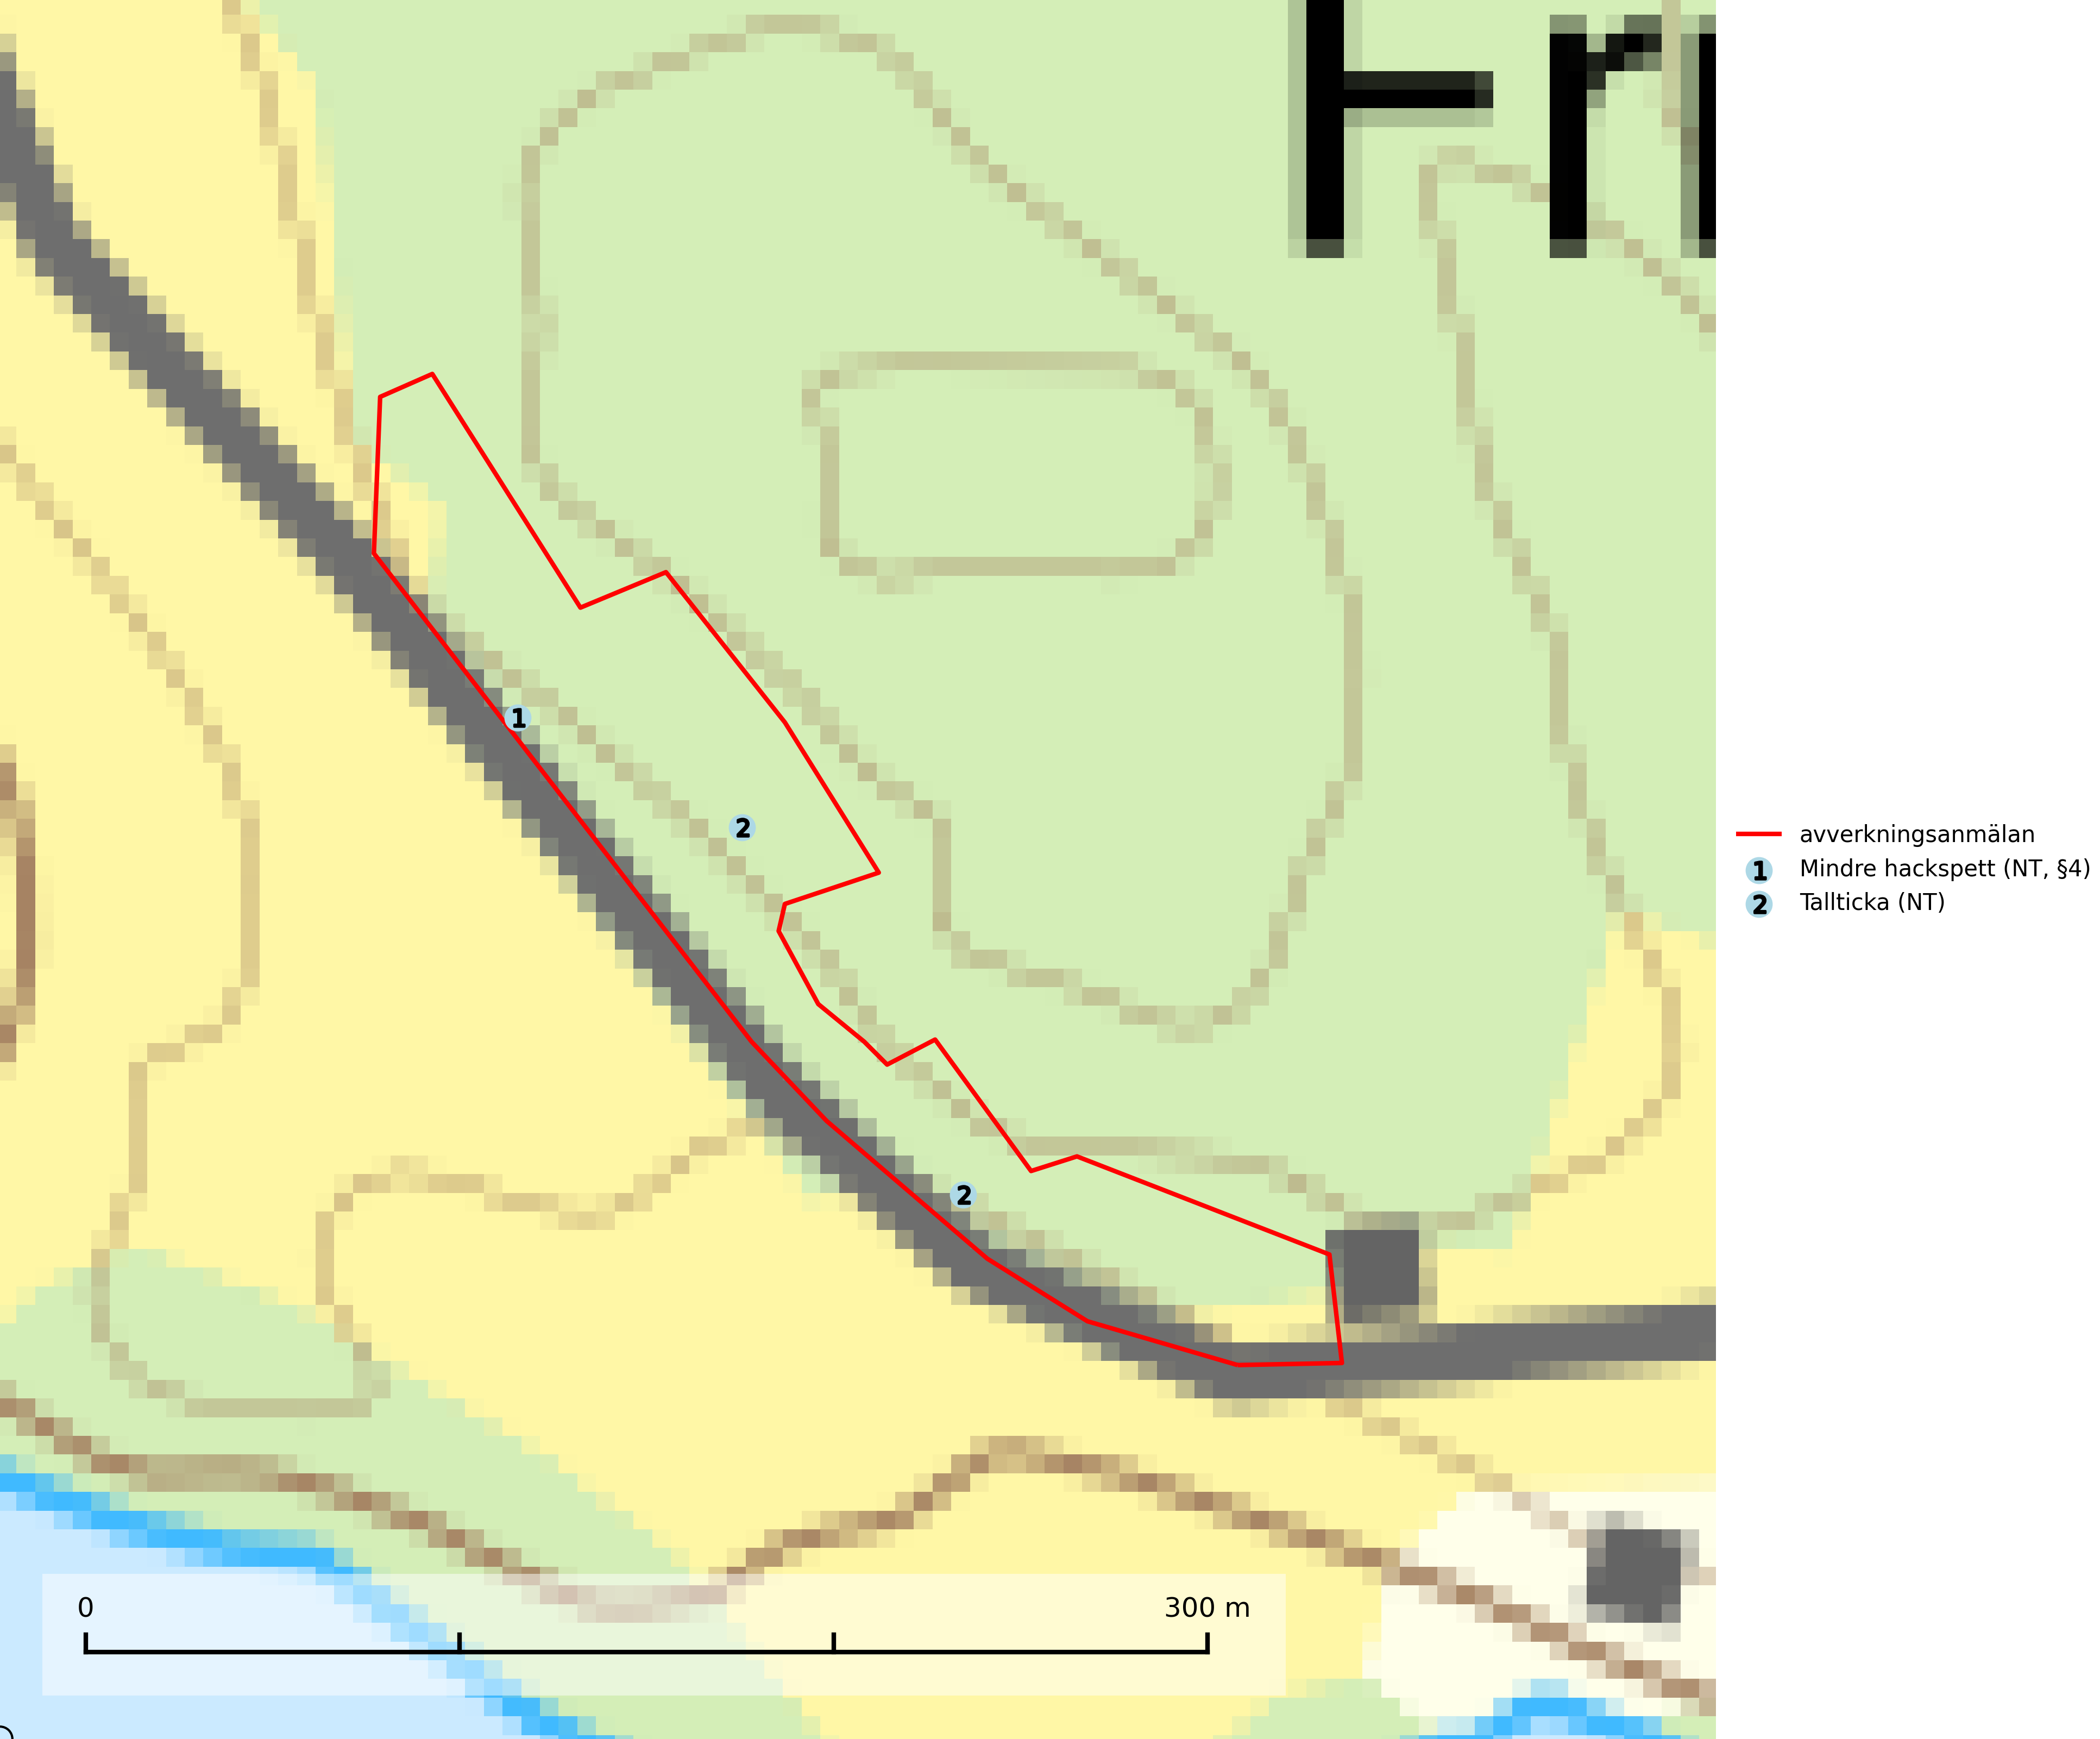 1
2
2
avverkningsanmälan
1 Mindre hackspett (NT, §4)
2 Tallticka (NT)
0 300 m